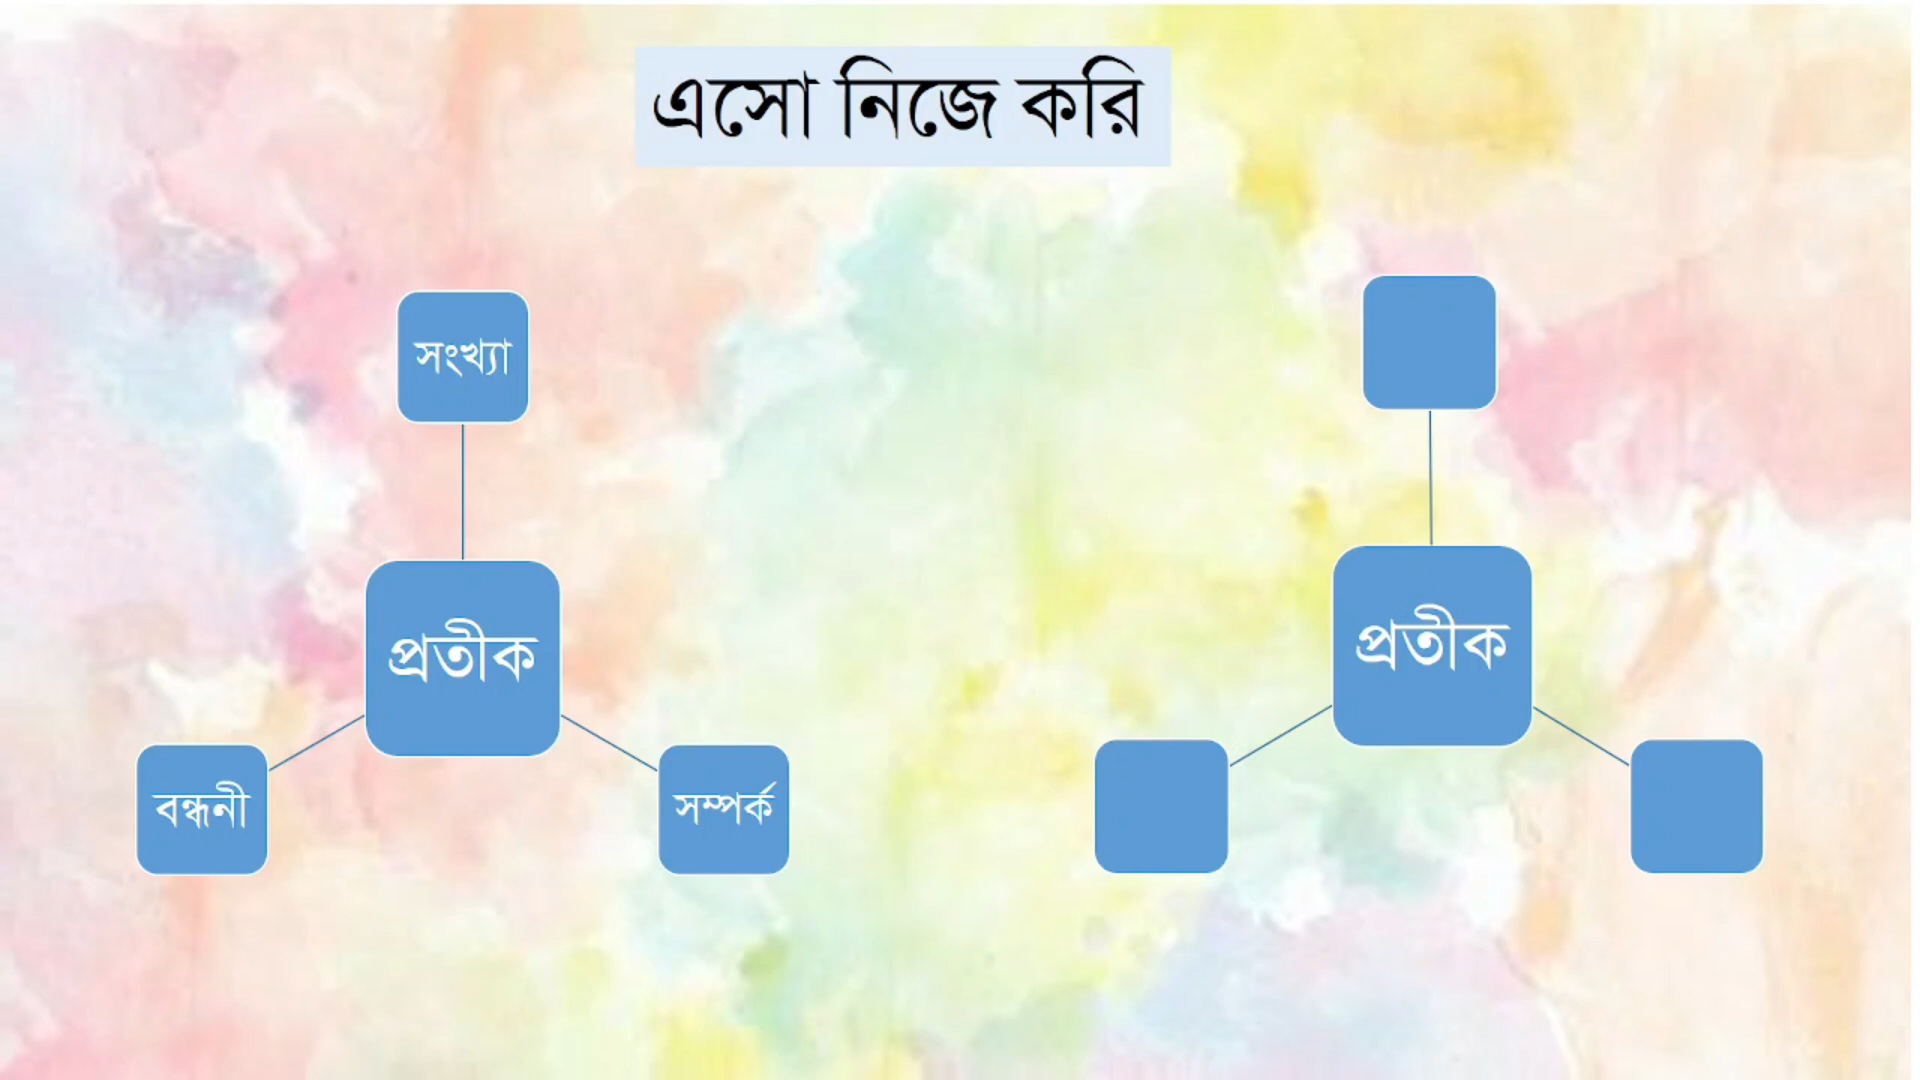 এসো নিজে করি
সংখ্যা
প্রতীক
বন্ধনী
সম্পর্ক
প্রতীক